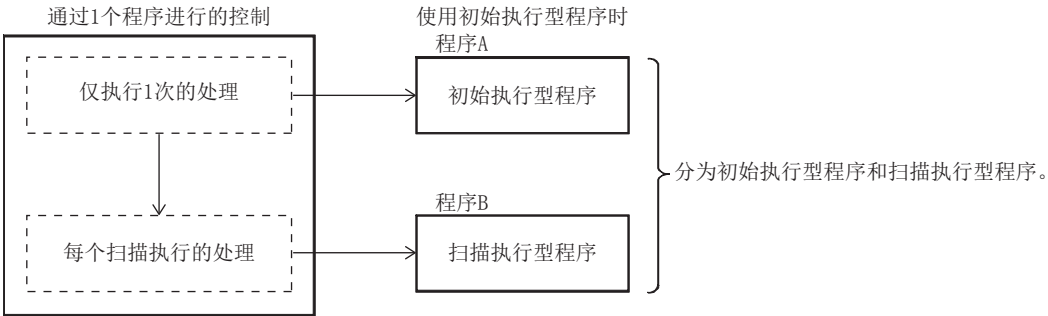 通过1个程序进行的控制
使用初始执行型程序时
程序A
仅执行1次的处理
初始执行型程序
分为初始执行型程序和扫描执行型程序。
程序B
每个扫描执行的处理
扫描执行型程序